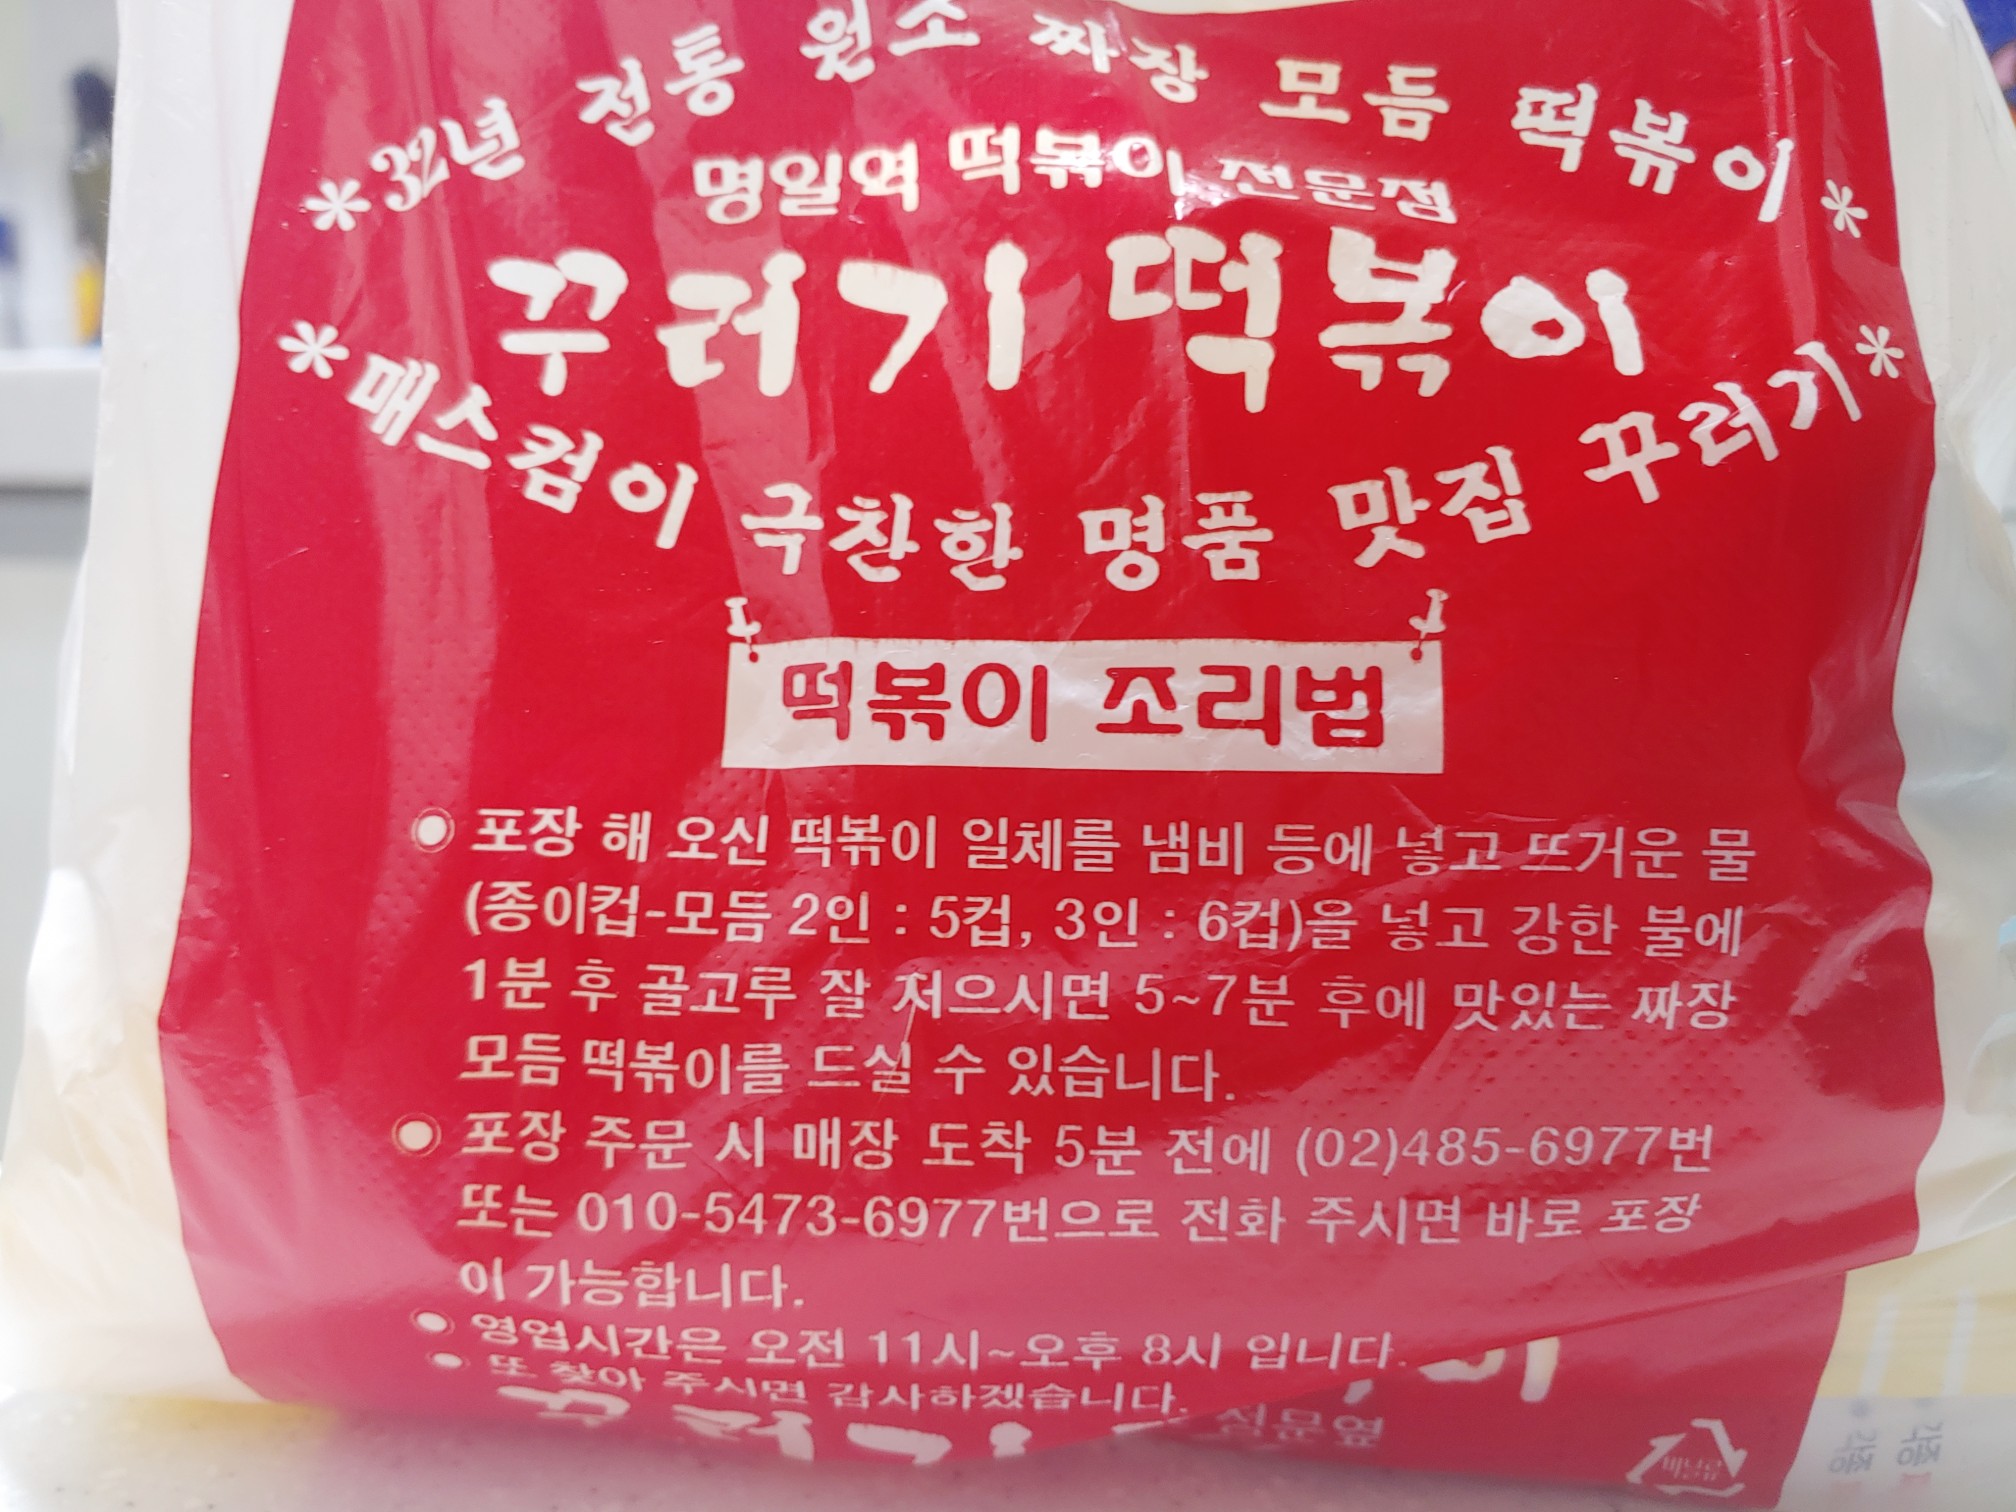 *32년 전통 원소 짜장 모듬 떡볶이*
명일역 떡볶이 전문점
꾸러기 떡볶이
*매스컴이 극찬한 명품 맛집 꾸러기*
떡볶이 조리법
포장 해 오신 떡볶이 일체를 냄비 등에 넣고 뜨거운 물
(종이컵-모듬 2인 : 5컵, 3인 : 6컵)을 넣고 강한 불에
1분 후 골고루 잘 저으시면 5~7분 후에 맛있는 짜장
모듬 떡볶이를 드실 수 있습니다.
포장 주문 시 매장 도착 5분 전에 (02)485-6977번
또는 010-5473-6977번으로 전화 주시면 바로 포장
이 가능합니다.
영업시간은 오전 11시~오후 8시 입니다.
또 찾아 주시면 감사하겠습니다.